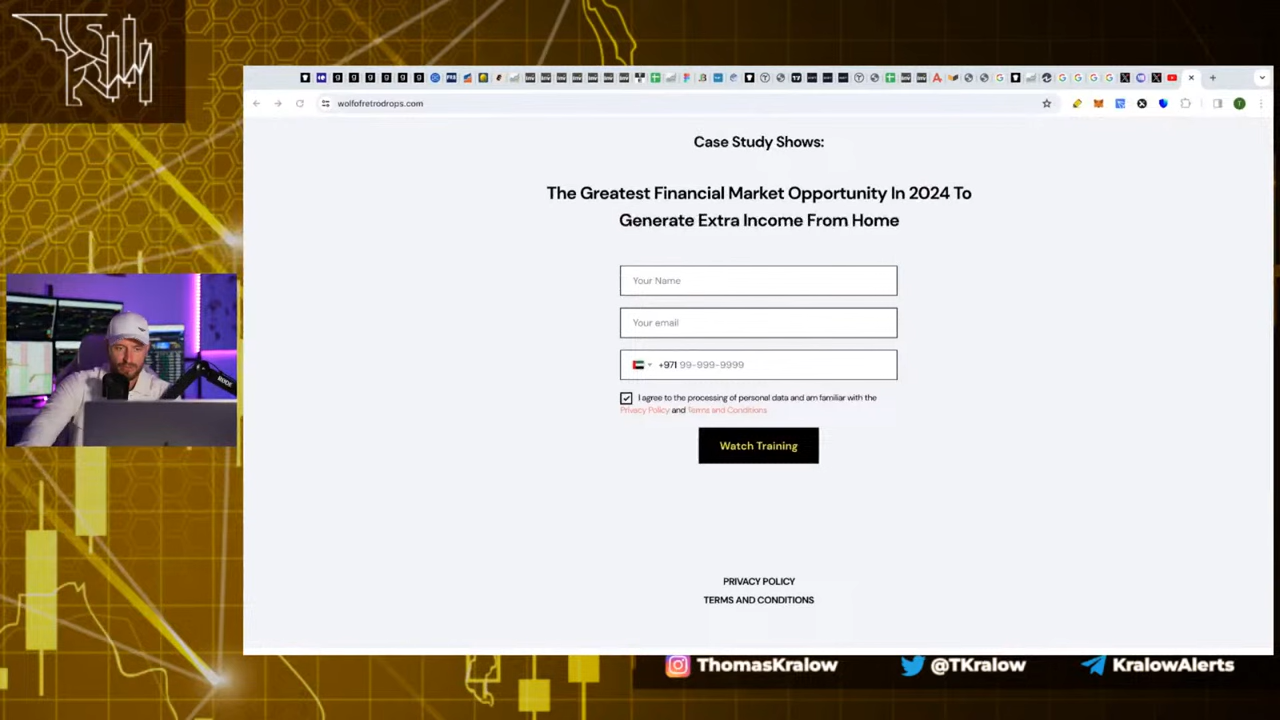 wolfofretrodrops.com
Case Study Shows:
The Greatest Financial Market Opportunity In 2024 To
Generate Extra Income From Home
Your Name
Your email
+971 99-999-9999
I agree to the processing of personal data and am familiar with the
Privacy Policy and Terms and Conditions
Watch Training
PRIVACY POLICY
TERMS AND CONDITIONS
RODE
ThomasKralow @TKralow KralowAlerts